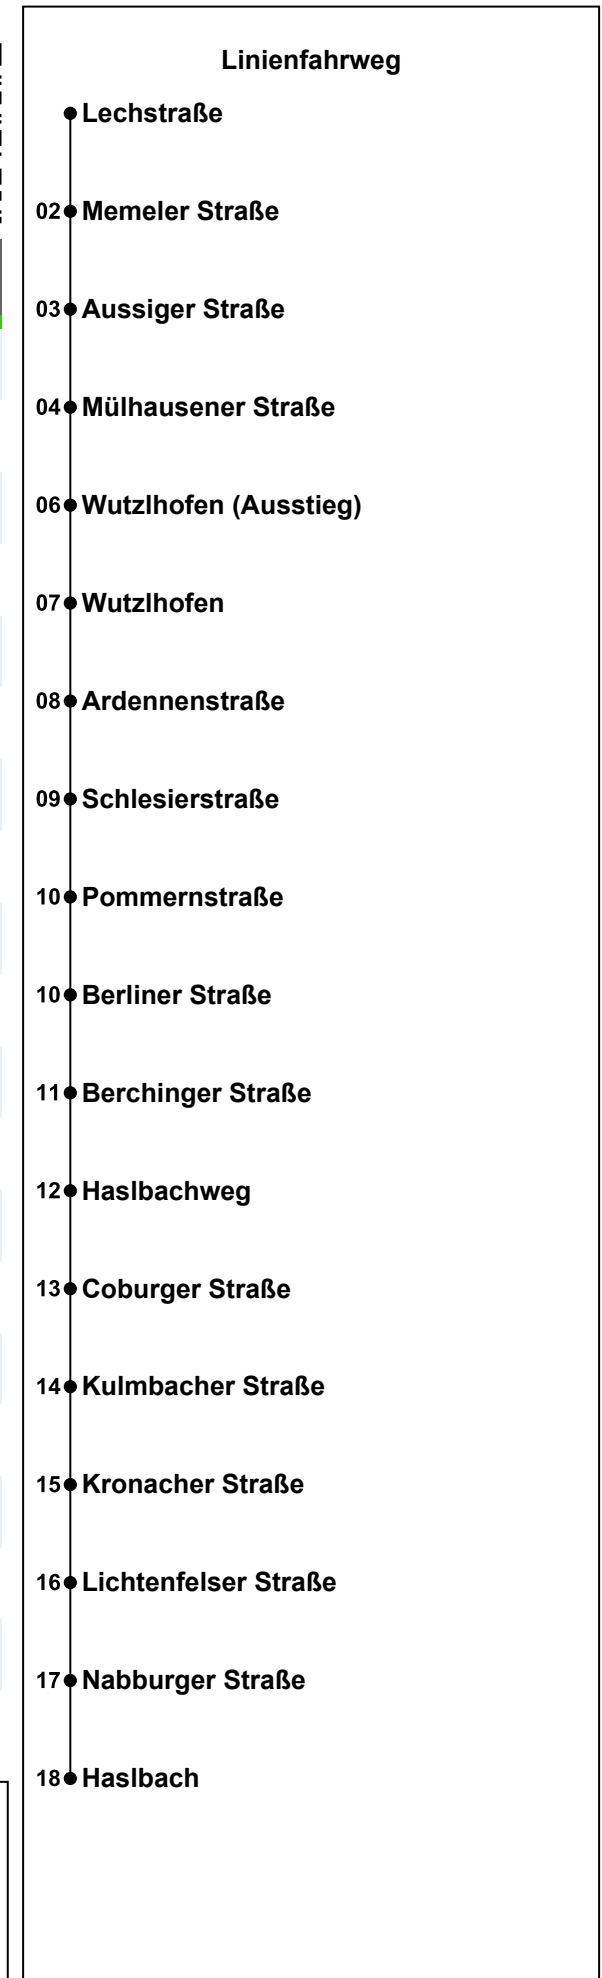 Linienfahrweg
Lechstraße
02 Memeler Straße
03 Aussiger Straße
04 Mülhausener Straße
06 Wutzlhofen (Ausstieg)
07 Wutzlhofen
08 Ardennenstraße
09 Schlesierstraße
10 Pommernstraße
10 Berliner Straße
11 Berchinger Straße
12 Haslbachweg
13 Coburger Straße
14 Kulmbacher Straße
15 Kronacher Straße
16 Lichtenfelser Straße
17 Nabburger Straße
18 Haslbach